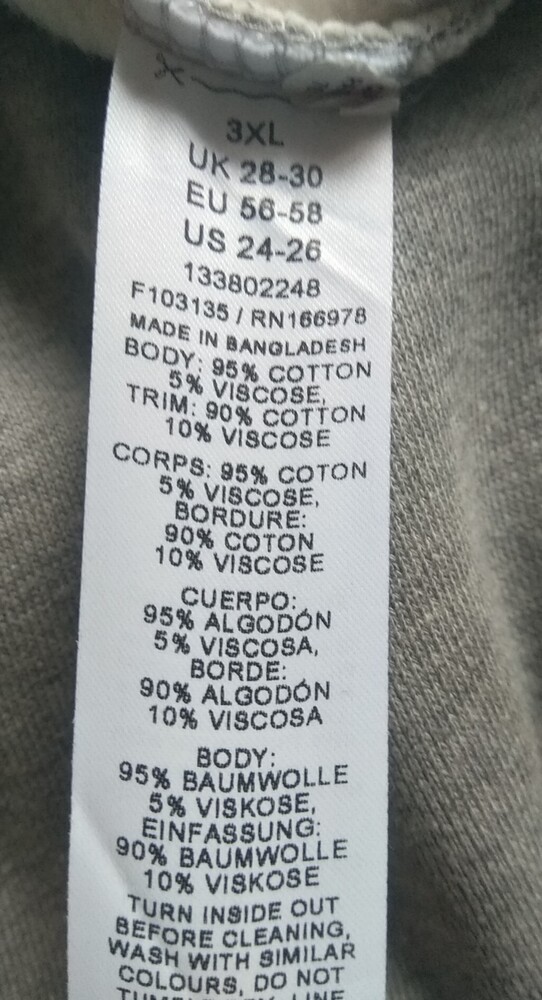 3XL
UK 28-30
EU 56-58
US 24-26
133802248
F103135 / RN166978
MADE IN BANGLADESH
BODY: 95% COTTON
5% VISCOSE,
TRIM: 90% COTTON
10% VISCOSE
CORPS: 95% COTON
5% VISCOSE,
BORDURE:
90% COTON
10% VISCOSE
CUERPO:
95% ALGODÓN
5% VISCOSA,
BORDE:
90% ALGODÓN
10% VISCOSA
BODY:
95% BAUMWOLLE
5% VISKOSE,
EINFASSUNG:
90% BAUMWOLLE
10% VISKOSE
TURN INSIDE OUT
BEFORE CLEANING,
WASH WITH SIMILAR
COLOURS, DO NOT